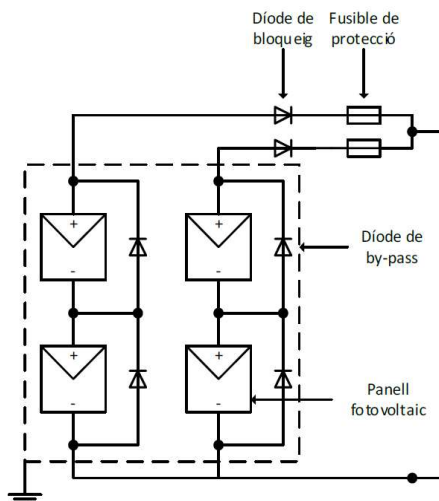 Díode de
bloqueig
Fusible de
protecció
+
+
-
-
Díode de
by-pass
+
+
-
-
Panell
fotovoltaic